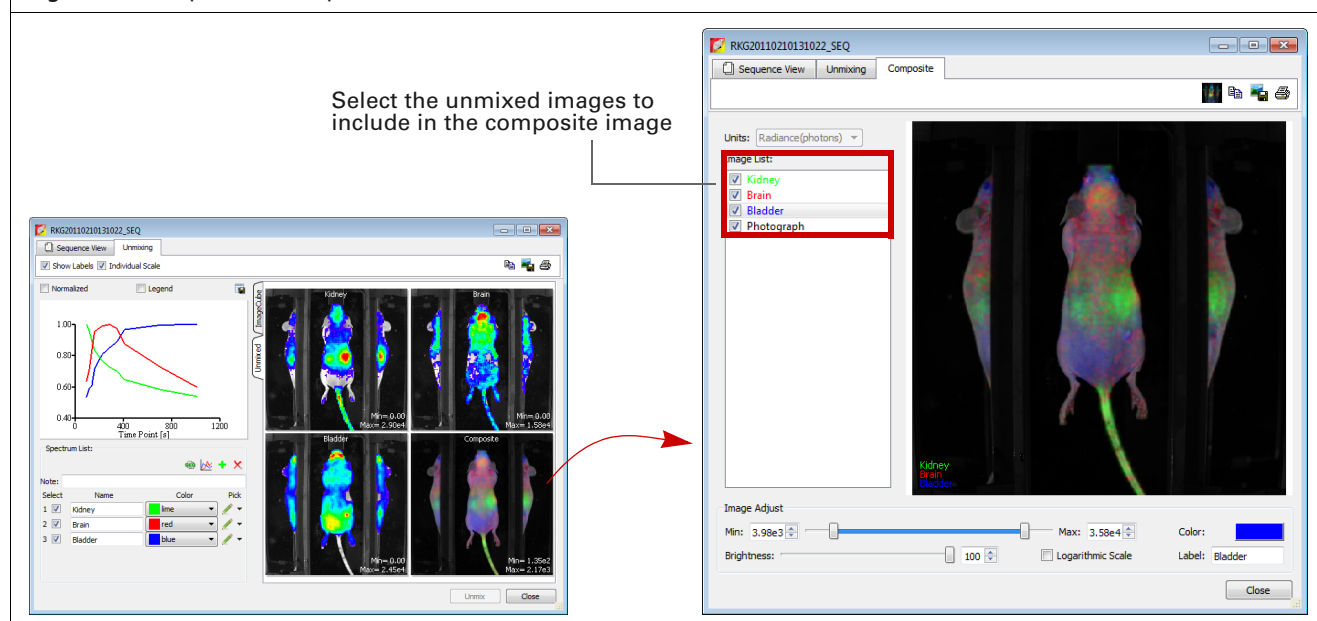 Select the unmixed images to
include in the composite image
RKG20110210131022_SEQ
Sequence View Unmixing Composite
Units: Radiance(photons)
mage List:
Kidney
Brain
Bladder
Photograph
Kidney
Brain
Bladder
Image Adjust
Min: 3.98e3 Max: 3.58e4 Color:
Brightness: 100 Logarithmic Scale Label: Bladder
Close
RKG20110210131022_SEQ
Sequence View Unmixing
Show Labels Individual Scale
Normalized Legend
1.00
0.80
0.60
0.40
0 400 800 1200
Time Point [s]
ImageCube
Unmixed
Kidney
Min= 0.00
Max= 2.90e4
Brain
Min= 0.00
Max= 1.58e4
Bladder
Min= 0.00
Max= 2.45e4
Composite
Min= 1.35e2
Max= 2.17e3
Spectrum List:
Note:
Select Name Color Pick
1 Kidney lime
2 Brain red
3 Bladder blue
Unmix Close